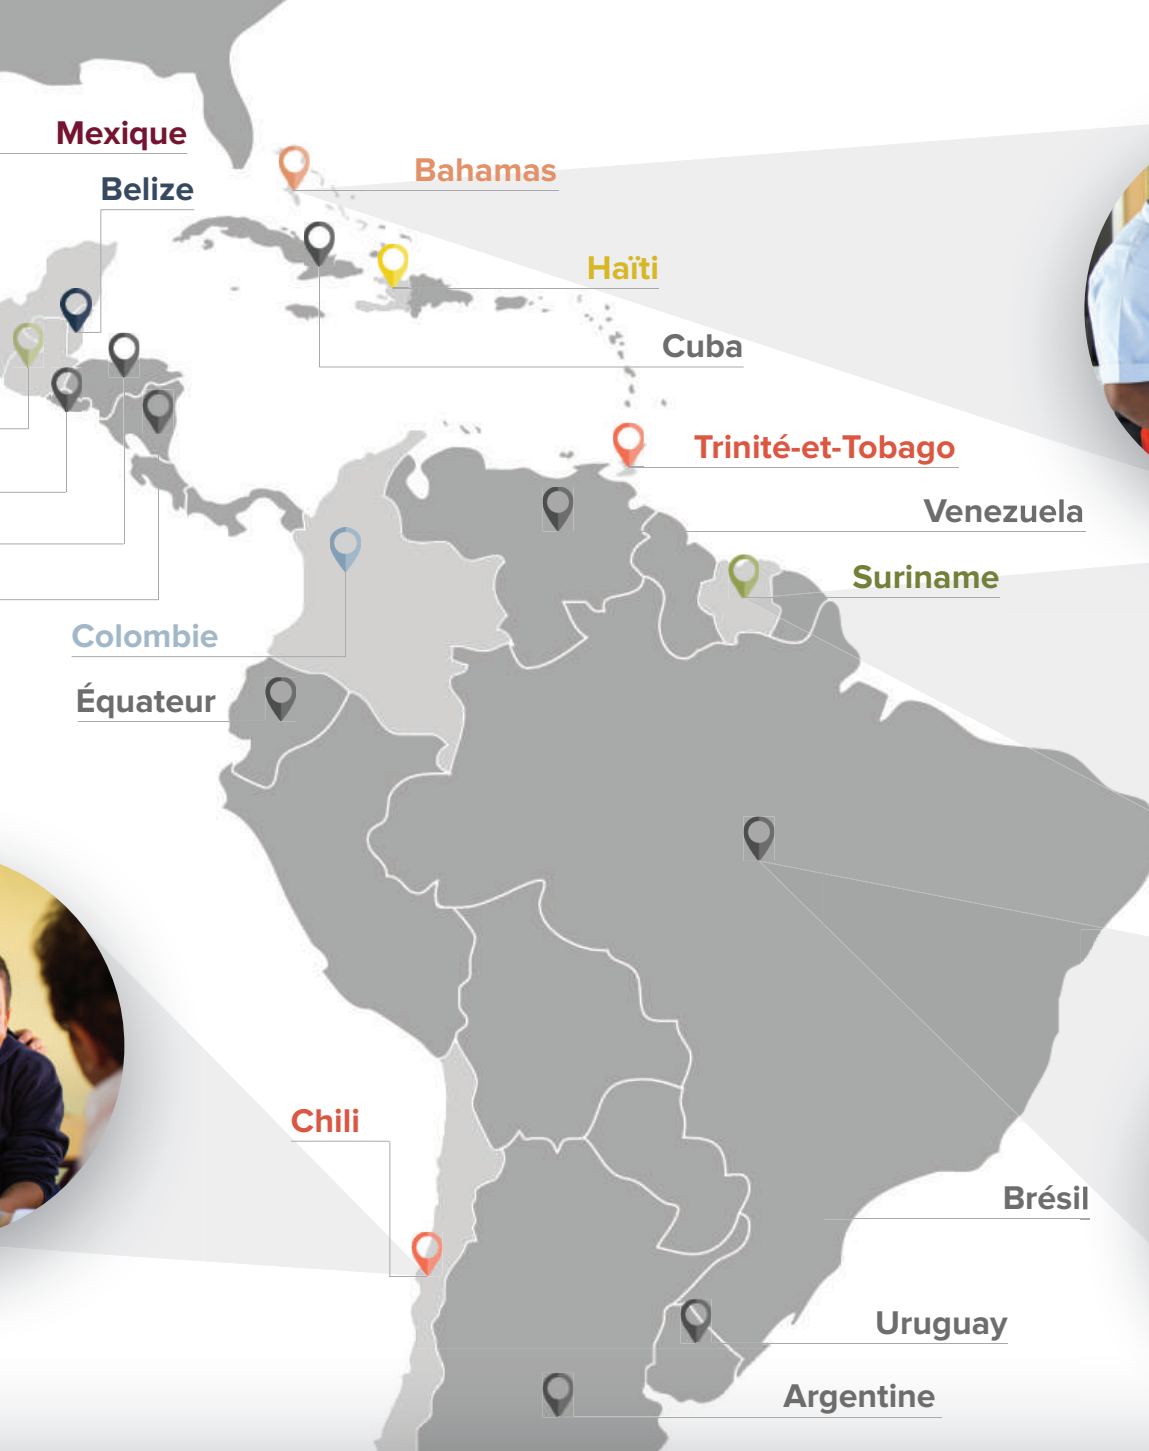 Mexique
Bahamas
Belize
Haïti
Cuba
Trinité-et-Tobago
Venezuela
Suriname
Colombie
Équateur
Chili
Brésil
Uruguay
Argentine